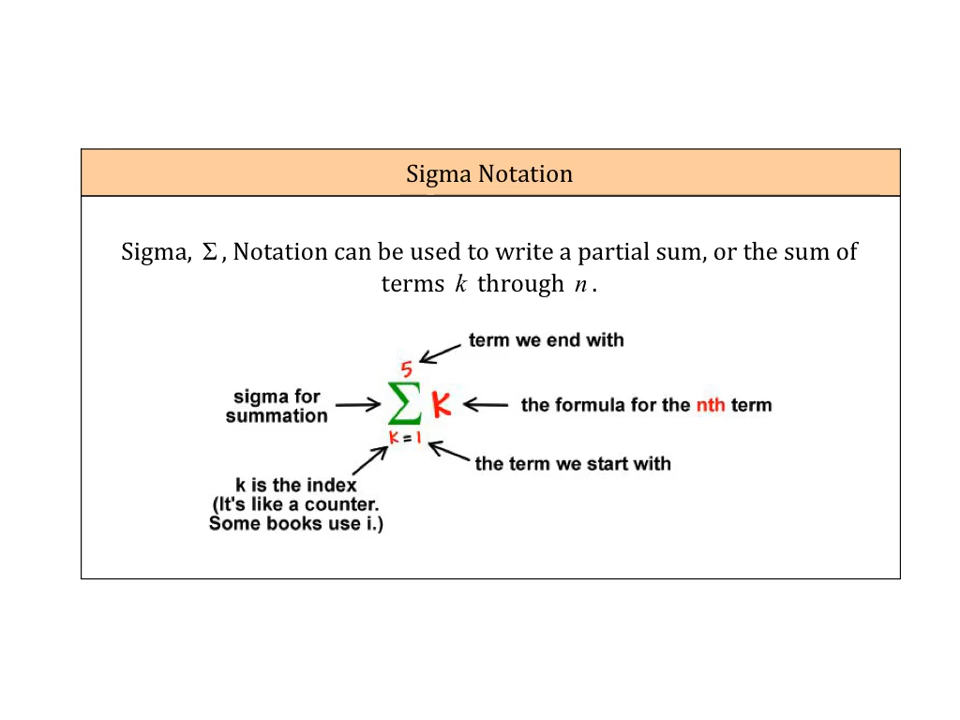 Sigma Notation
Sigma, Σ, Notation can be used to write a partial sum, or the sum of
terms k through n.
term we end with
5
sigma for
summation
Σ K
the formula for the nth term
K = 1
the term we start with
k is the index
(It's like a counter.
Some books use i.)